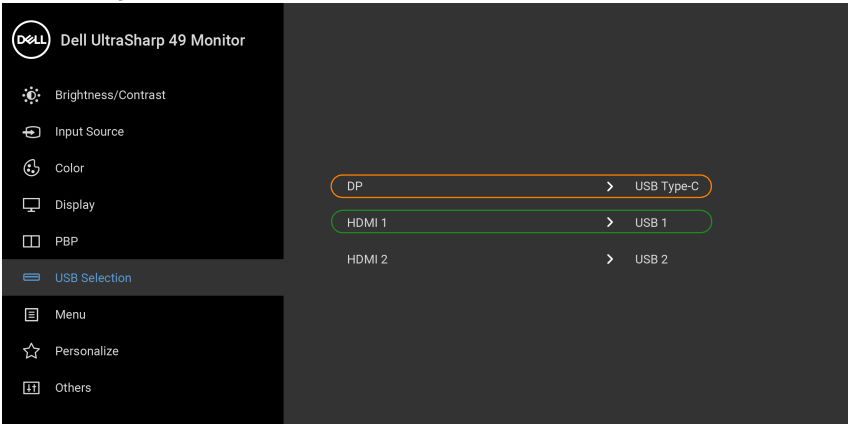 DELL
Dell UltraSharp 49 Monitor
Brightness/Contrast
Input Source
Color
Display
PBP
USB Selection
Menu
Personalize
Others
DP USB Type-C
HDMI 1 USB 1
HDMI 2 USB 2